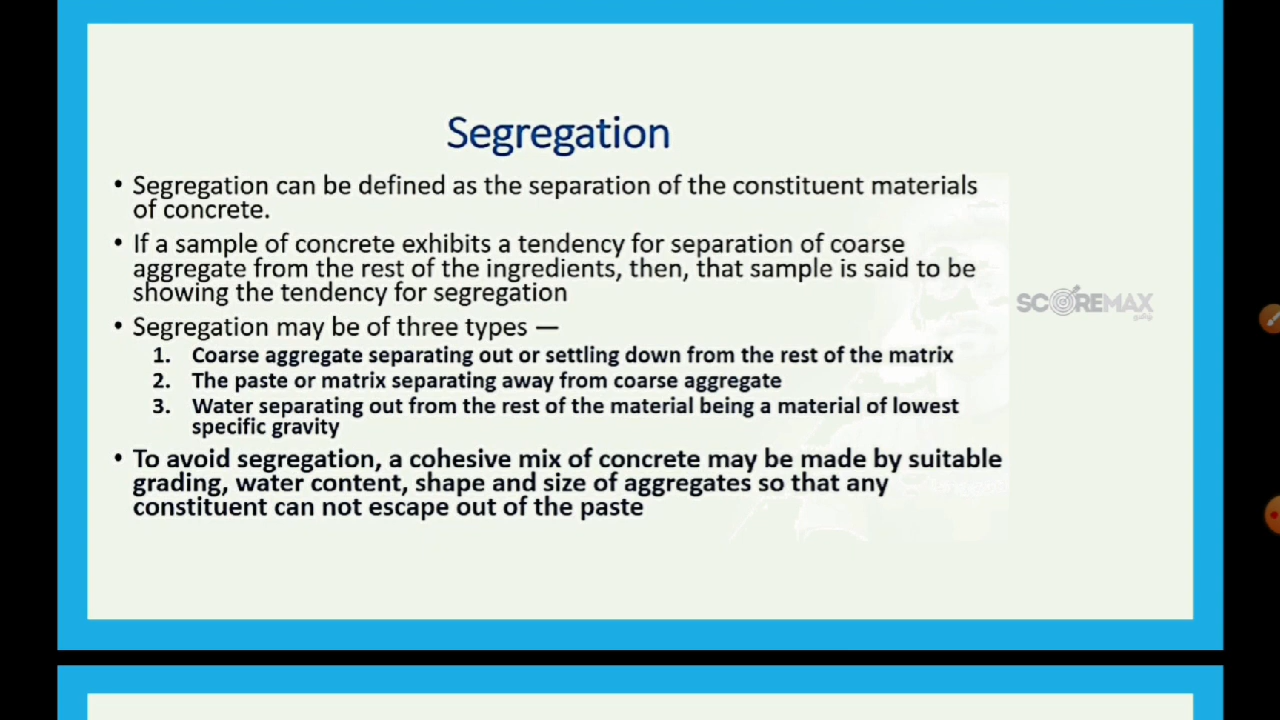 Segregation
• Segregation can be defined as the separation of the constituent materials
of concrete.
• If a sample of concrete exhibits a tendency for separation of coarse
aggregate from the rest of the ingredients, then, that sample is said to be
showing the tendency for segregation
• Segregation may be of three types —
1. Coarse aggregate separating out or settling down from the rest of the matrix
2. The paste or matrix separating away from coarse aggregate
3. Water separating out from the rest of the material being a material of lowest
specific gravity
• To avoid segregation, a cohesive mix of concrete may be made by suitable
grading, water content, shape and size of aggregates so that any
constituent can not escape out of the paste
SCOREMAX